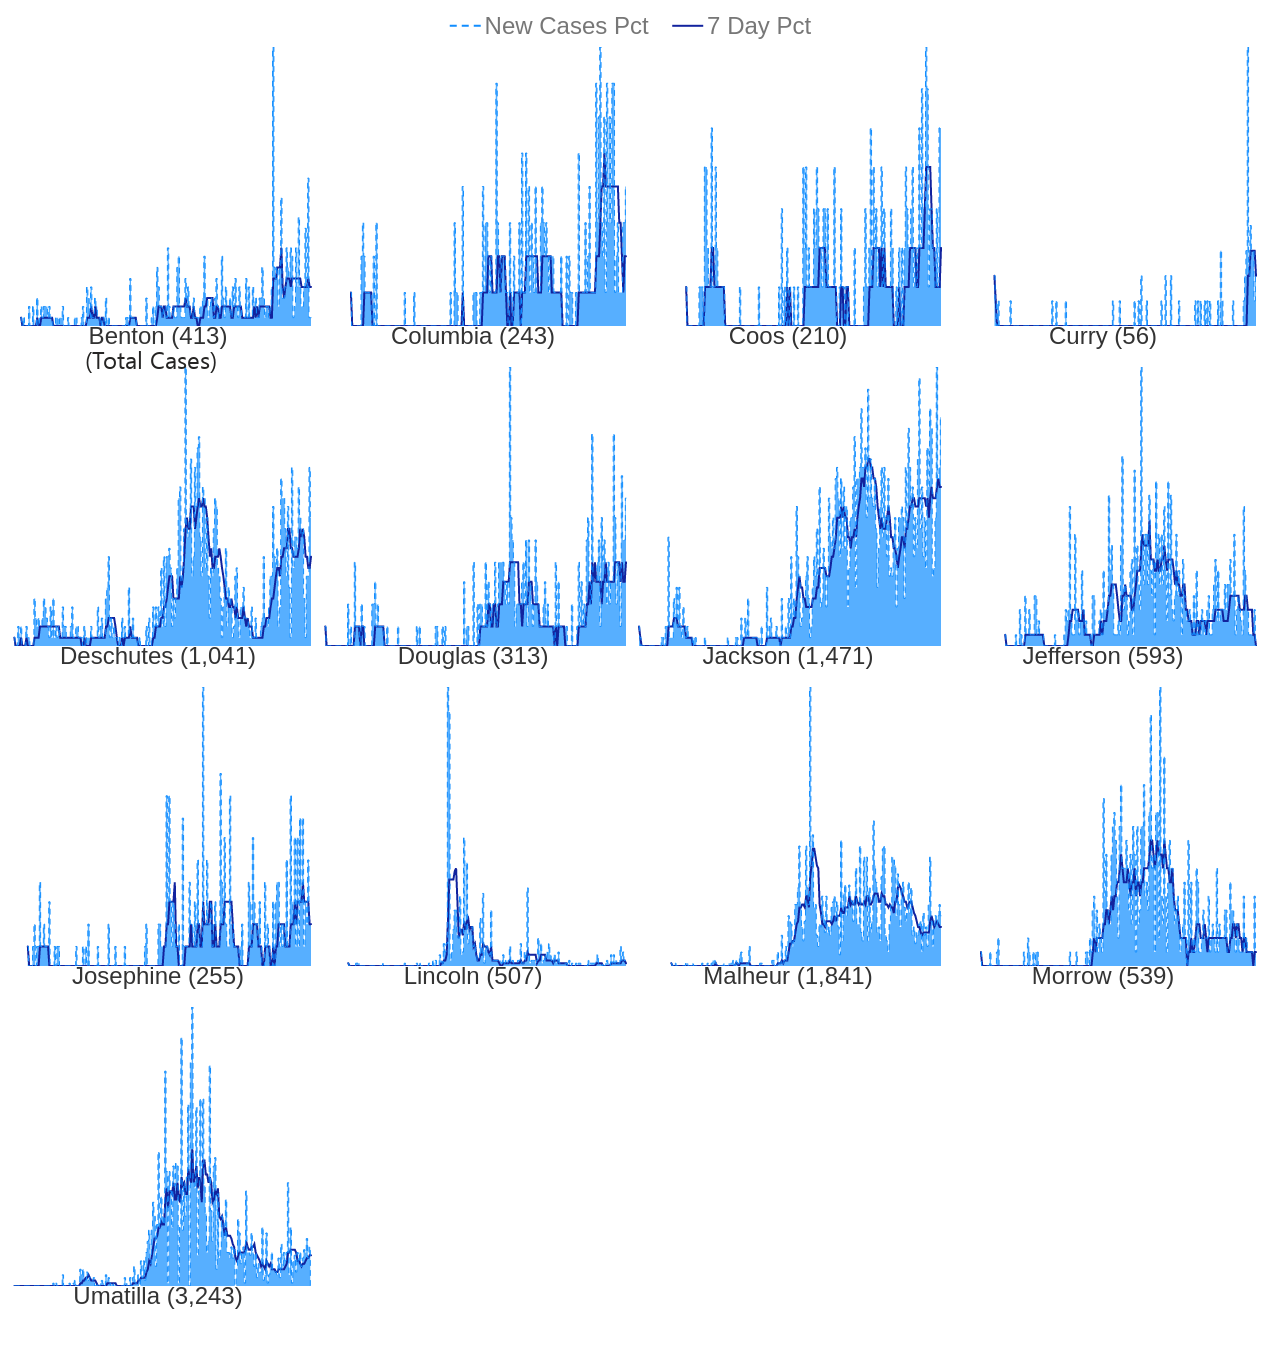 New Cases Pct 7 Day Pct
Benton (413) Columbia (243) Coos (210) Curry (56)
(Total Cases)
Deschutes (1,041) Douglas (313) Jackson (1,471) Jefferson (593)
Josephine (255) Lincoln (507) Malheur (1,841) Morrow (539)
Umatilla (3,243)